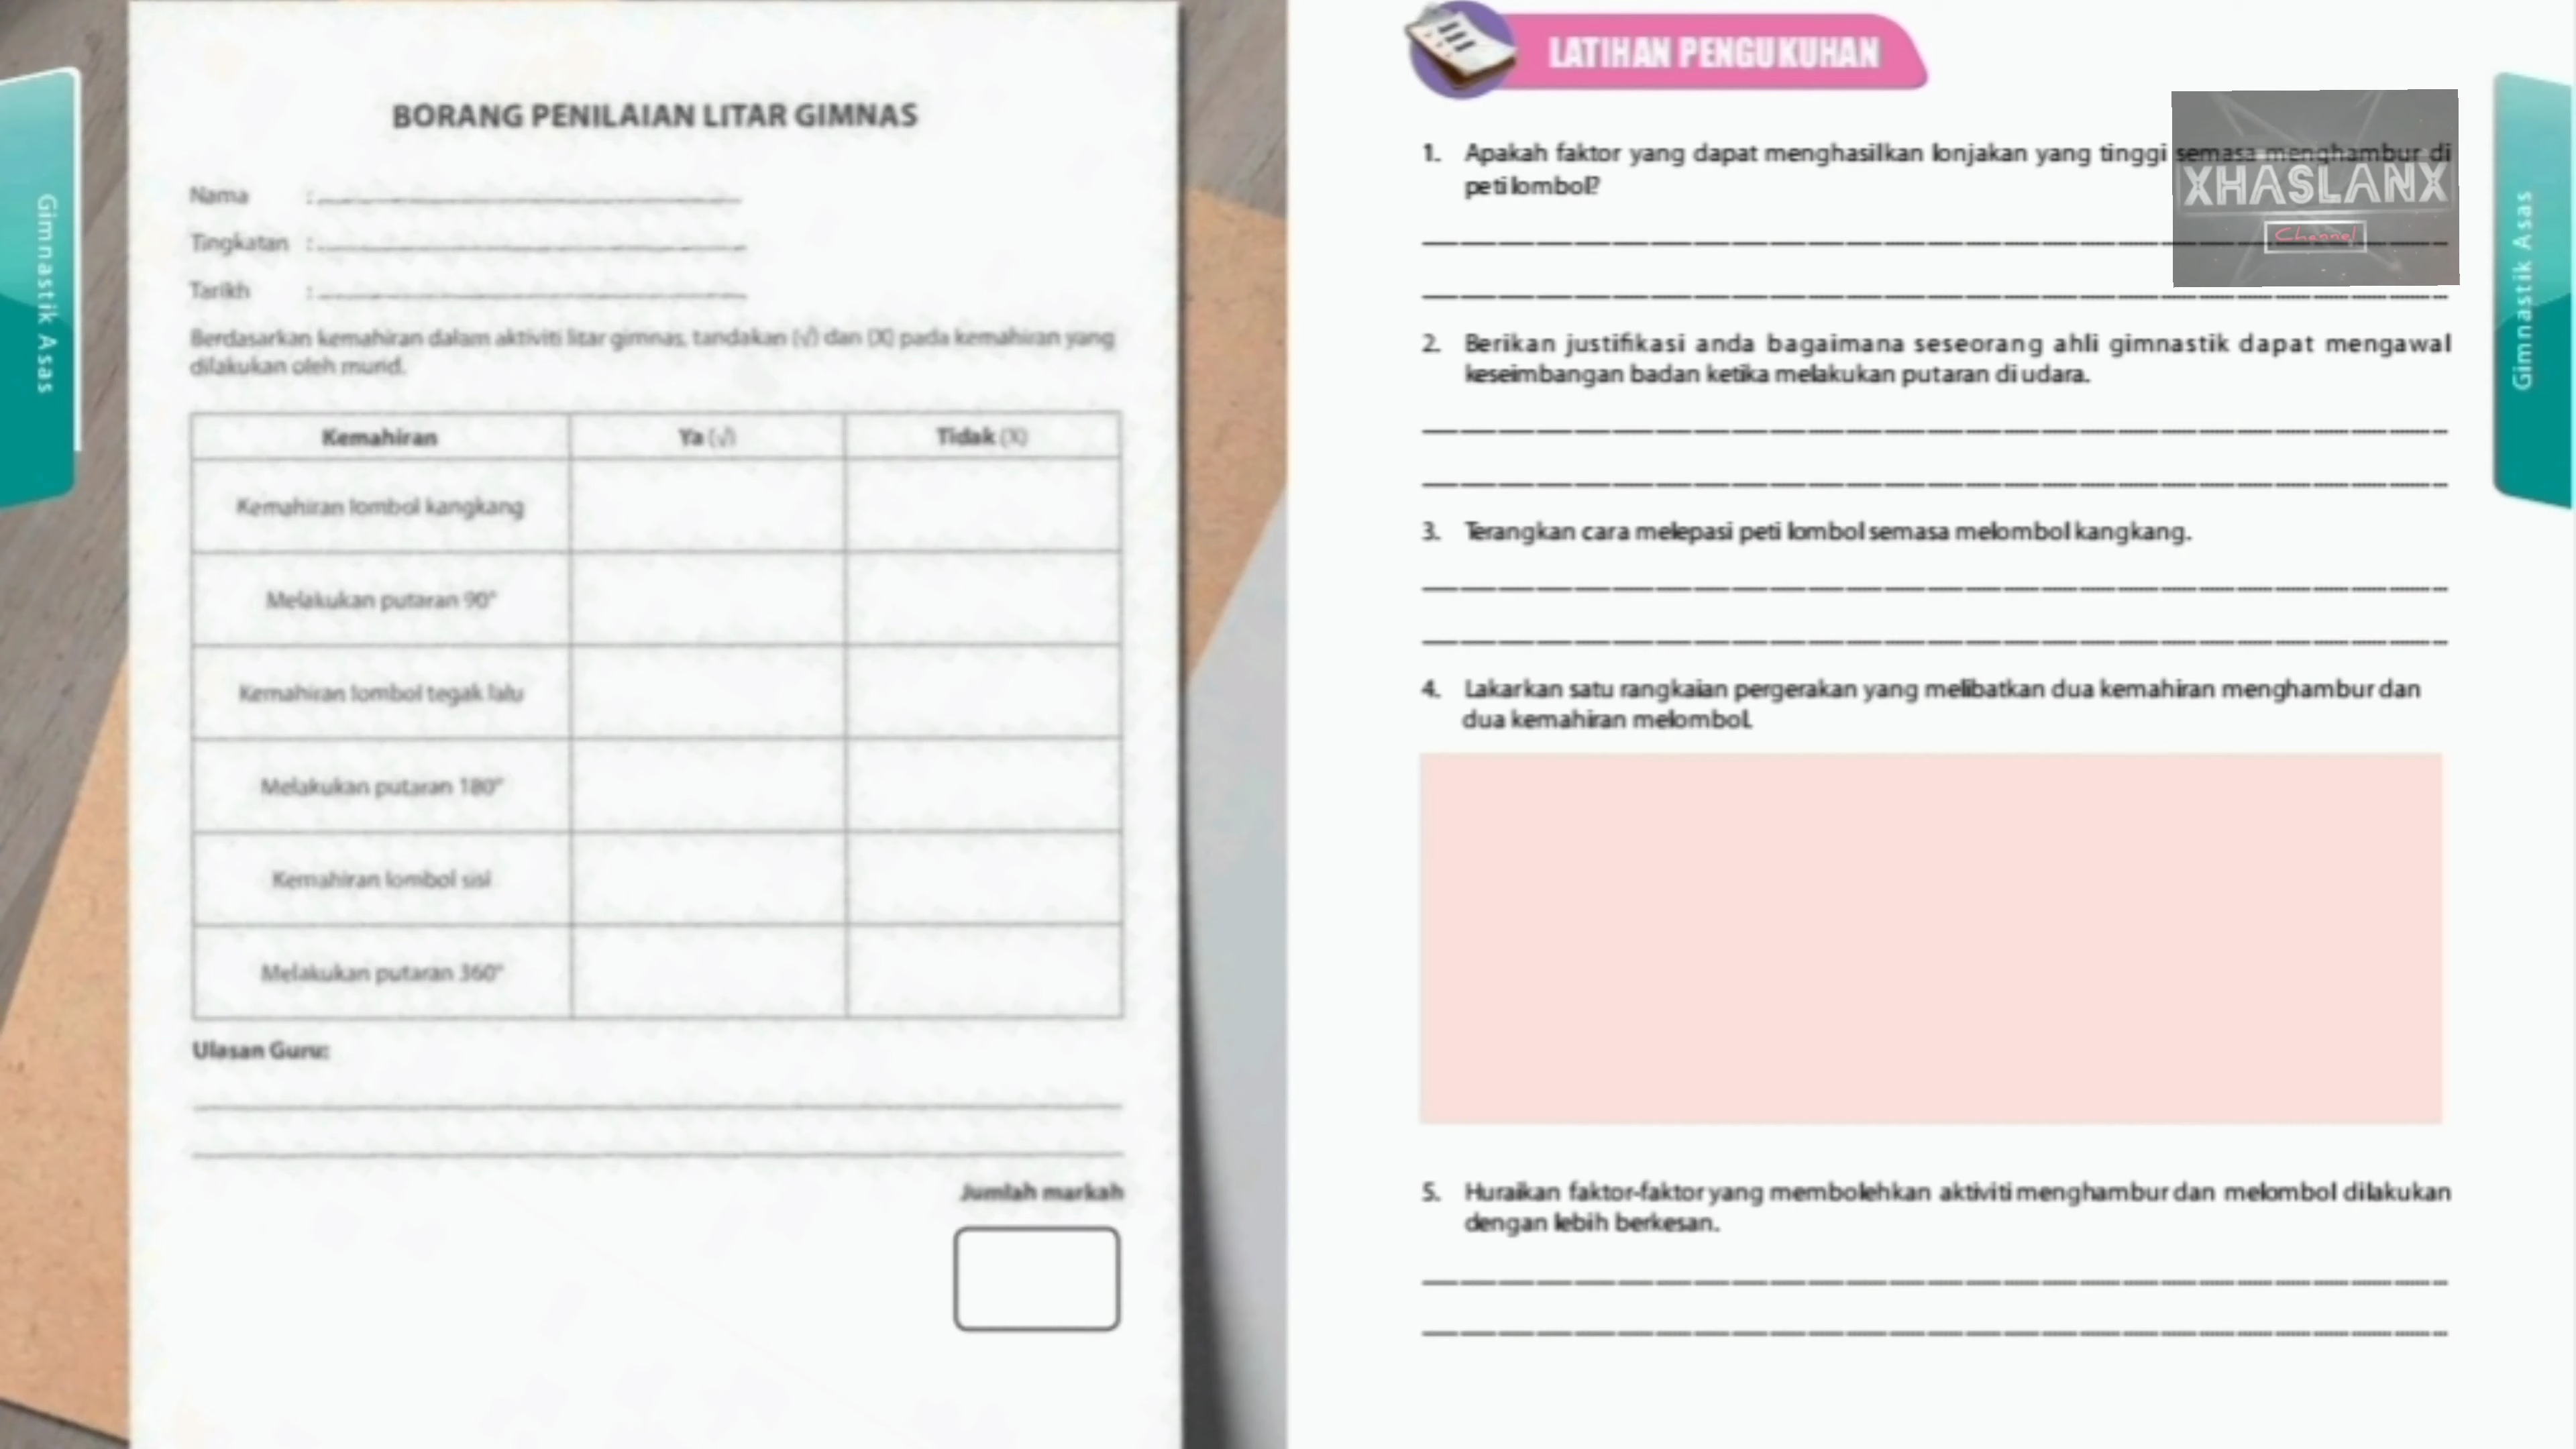 Gimnastik Asas
BORANG PENILAIAN LITAR GIMNAS
Nama :
Tingkatan :
Tarikh :
Berdasarkan kemahiran dalam aktiviti litar gimnas, tandakan (√) dan (X) pada kemahiran yang
dilakukan oleh murid.
Kemahiran Ya (√) Tidak (X)
Kemahiran lombol kangkang
Melakukan putaran 90°
Kemahiran lombol tegak lalu
Melakukan putaran 180°
Kemahiran lombol sisi
Melakukan putaran 360°
Ulasan Guru:
Jumlah markah
LATIHAN PENGUKUHAN
1. Apakah faktor yang dapat menghasilkan lonjakan yang tinggi semasa menghambur di
peti lombol?
2. Berikan justifikasi anda bagaimana seseorang ahli gimnastik dapat mengawal
keseimbangan badan ketika melakukan putaran di udara.
3. Terangkan cara melepasi peti lombol semasa melombol kangkang.
4. Lakarkan satu rangkaian pergerakan yang melibatkan dua kemahiran menghambur dan
dua kemahiran melombol.
5. Huraikan faktor-faktor yang membolehkan aktiviti menghambur dan melombol dilakukan
dengan lebih berkesan.
XHASLANX
Channel
Gimnastik Asas